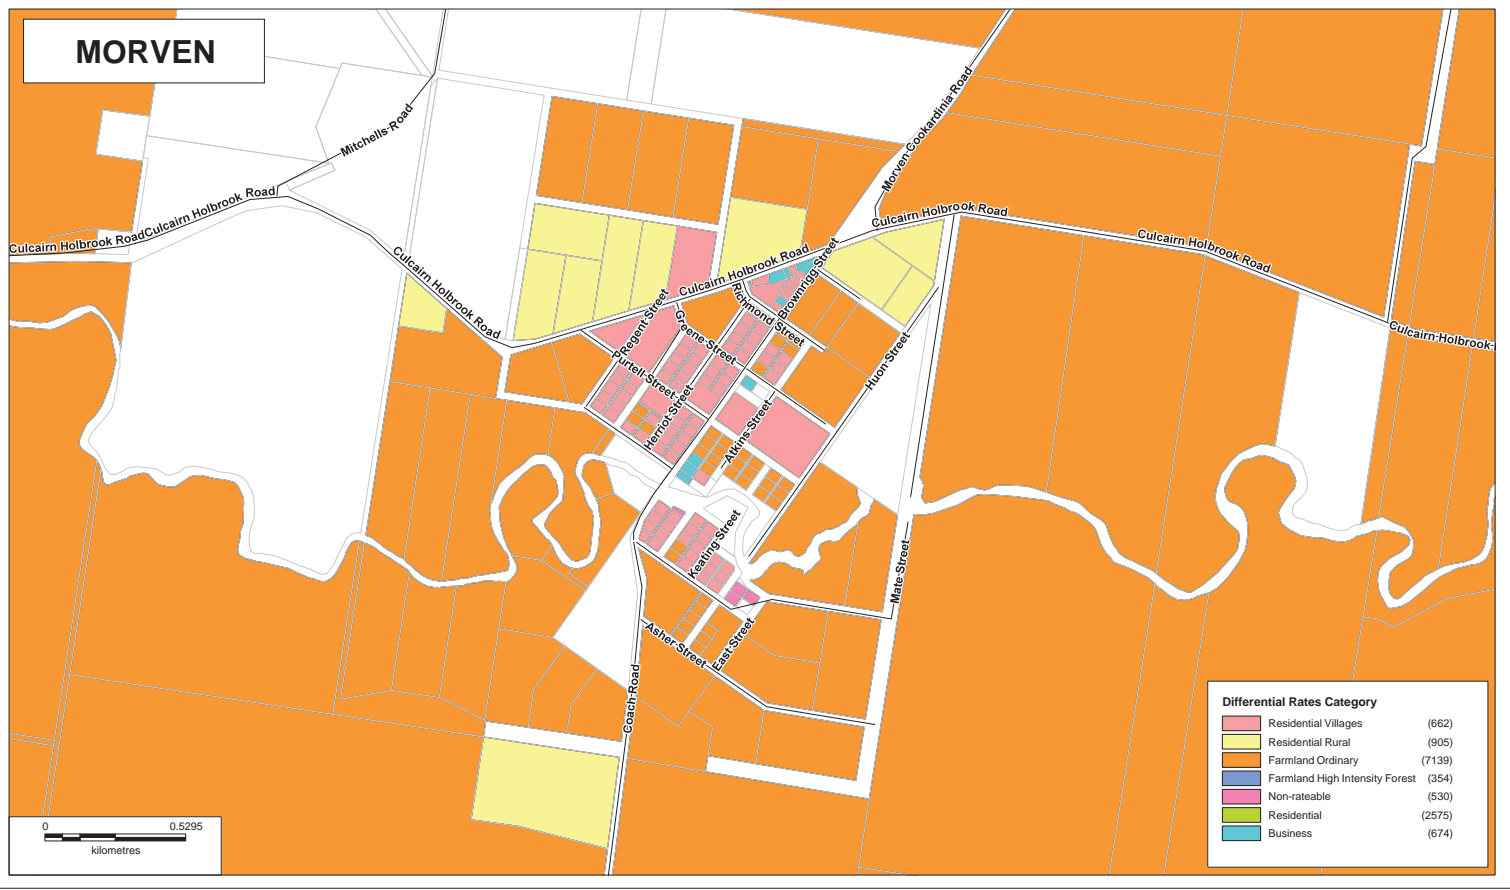 MORVEN
Mitchells Road
Morven Cookardinia Road
Culcairn Holbrook Road
Culcairn Holbrook Road
Culcairn Holbrook Road
Culcairn Holbrook Road
Culcairn Holbrook Road
Culcairn Holbrook Road
Culcairn Holbrook
Brownrigg Street
Richmond Street
Regent Street
Greene Street
Purtell Street
Huon Street
Herriot Street
Atkins Street
Keating Street
Mate Street
Asher Street
East Street
Coach Road
Differential Rates Category
Residential Villages (662)
Residential Rural (905)
Farmland Ordinary (7139)
Farmland High Intensity Forest (354)
Non-rateable (530)
Residential (2575)
Business (674)
0 0.5295
kilometres